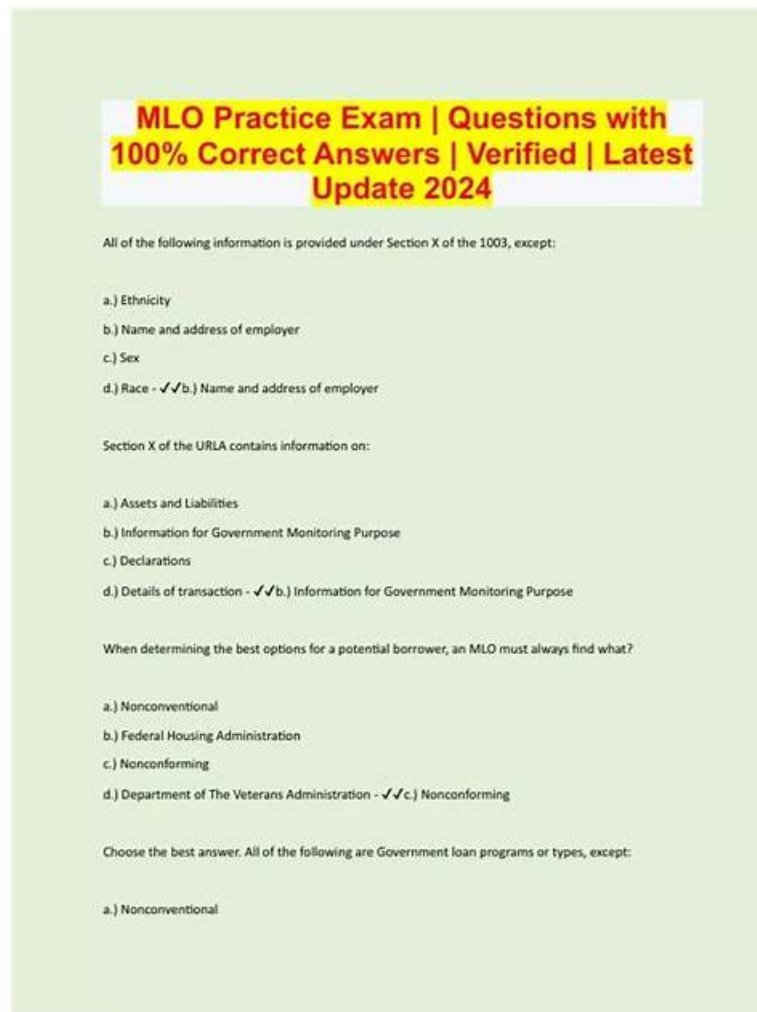 MLO Practice Exam | Questions with
100% Correct Answers | Verified | Latest
Update 2024
All of the following information is provided under Section X of the 1003, except:
a.) Ethnicity
b.) Name and address of employer
c.) Sex
d.) Race - ✓✓b.) Name and address of employer
Section X of the URLA contains information on:
a.) Assets and Liabilities
b.) Information for Government Monitoring Purpose
c.) Declarations
d.) Details of transaction - ✓✓b.) Information for Government Monitoring Purpose
When determining the best options for a potential borrower, an MLO must always find what?
a.) Nonconventional
b.) Federal Housing Administration
c.) Nonconforming
d.) Department of The Veterans Administration - ✓✓c.) Nonconforming
Choose the best answer. All of the following are Government loan programs or types, except:
a.) Nonconventional